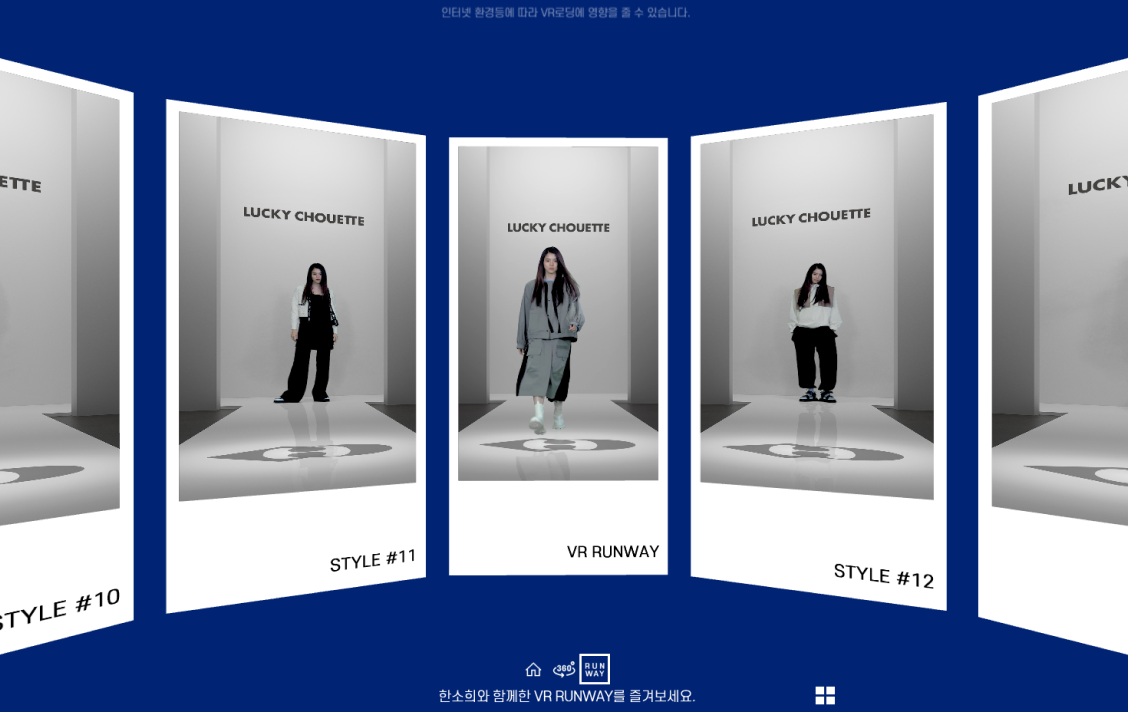 인터넷 환경등에 따라 VR로딩에 영향을 줄 수 있습니다.
ETTE
LUCKY CHOUETTE
LUCKY CHOUETTE
LUCKY CHOUETTE
LUCKY
STYLE #10
STYLE #11
VR RUNWAY
STYLE #12
360°
RUN
WAY
한소희와 함께한 VR RUNWAY를 즐겨보세요.